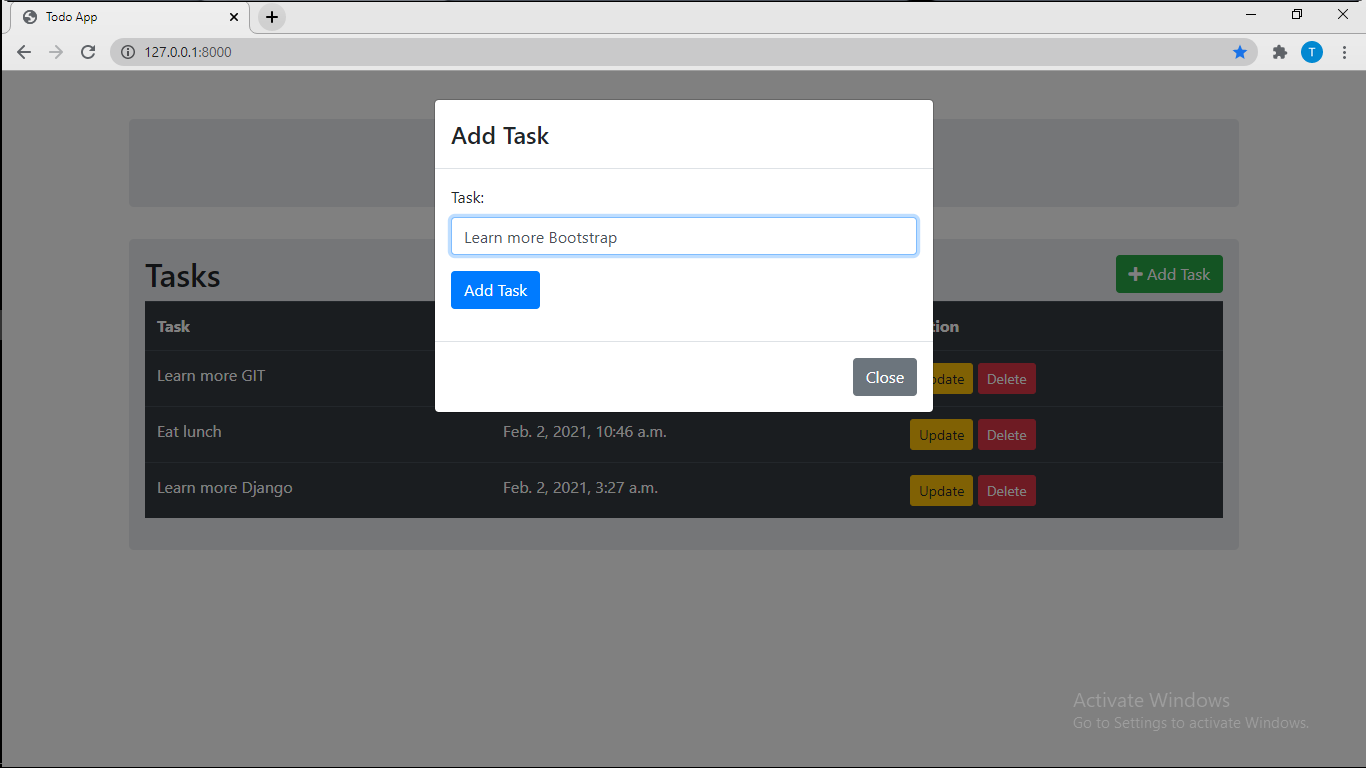 Todo App
127.0.0.1:8000
T
Add Task
Task:
Learn more Bootstrap
Add Task
Close
Tasks
Add Task
Task
Learn more GIT
Update Delete
Eat lunch Feb. 2, 2021, 10:46 a.m. Update Delete
Learn more Django Feb. 2, 2021, 3:27 a.m. Update Delete
Activate Windows
Go to Settings to activate Windows.